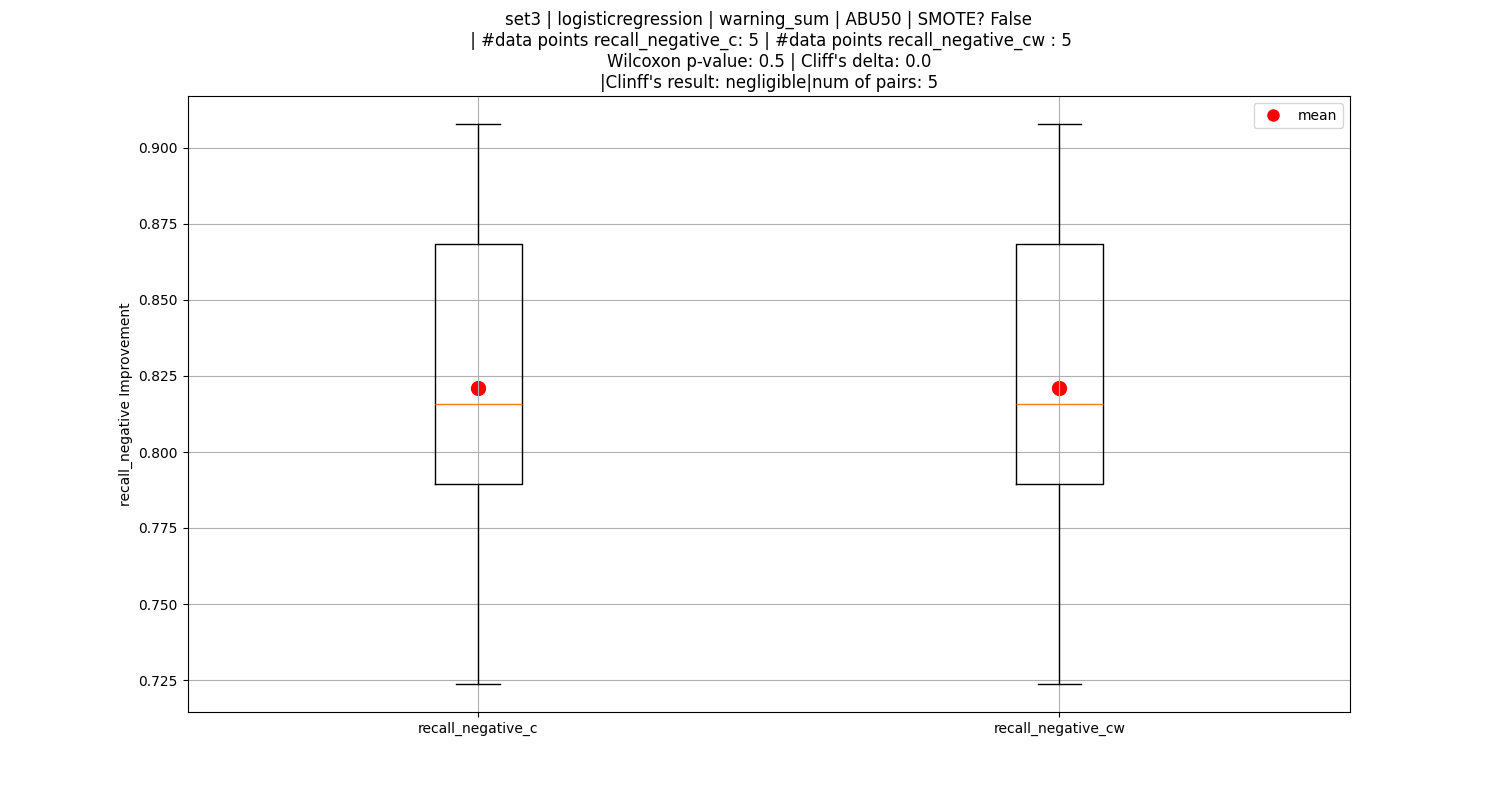 set3 | logisticregression | warning_sum | ABU50 | SMOTE? False
| #data points recall_negative_c: 5 | #data points recall_negative_cw : 5
Wilcoxon p-value: 0.5 | Cliff's delta: 0.0
|Clinff's result: negligible|num of pairs: 5
mean
0.900
0.875
0.850
0.825
0.800
0.775
0.750
0.725
recall_negative Improvement
recall_negative_c
recall_negative_cw